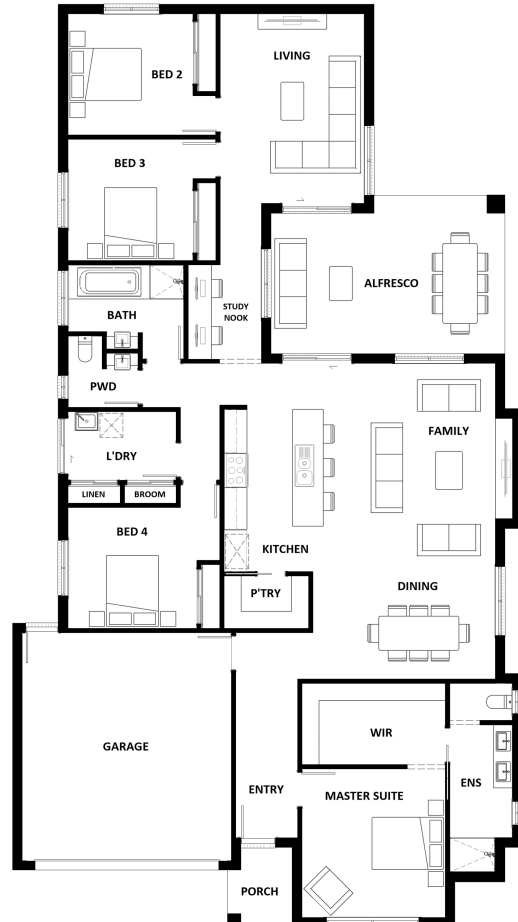 LIVING
BED 2
BED 3
ALFRESCO
STUDY
NOOK
BATH
PWD
FAMILY
L'DRY
LINEN
BROOM
BED 4
KITCHEN
P'TRY
DINING
WIR
GARAGE
ENS
ENTRY
MASTER SUITE
PORCH